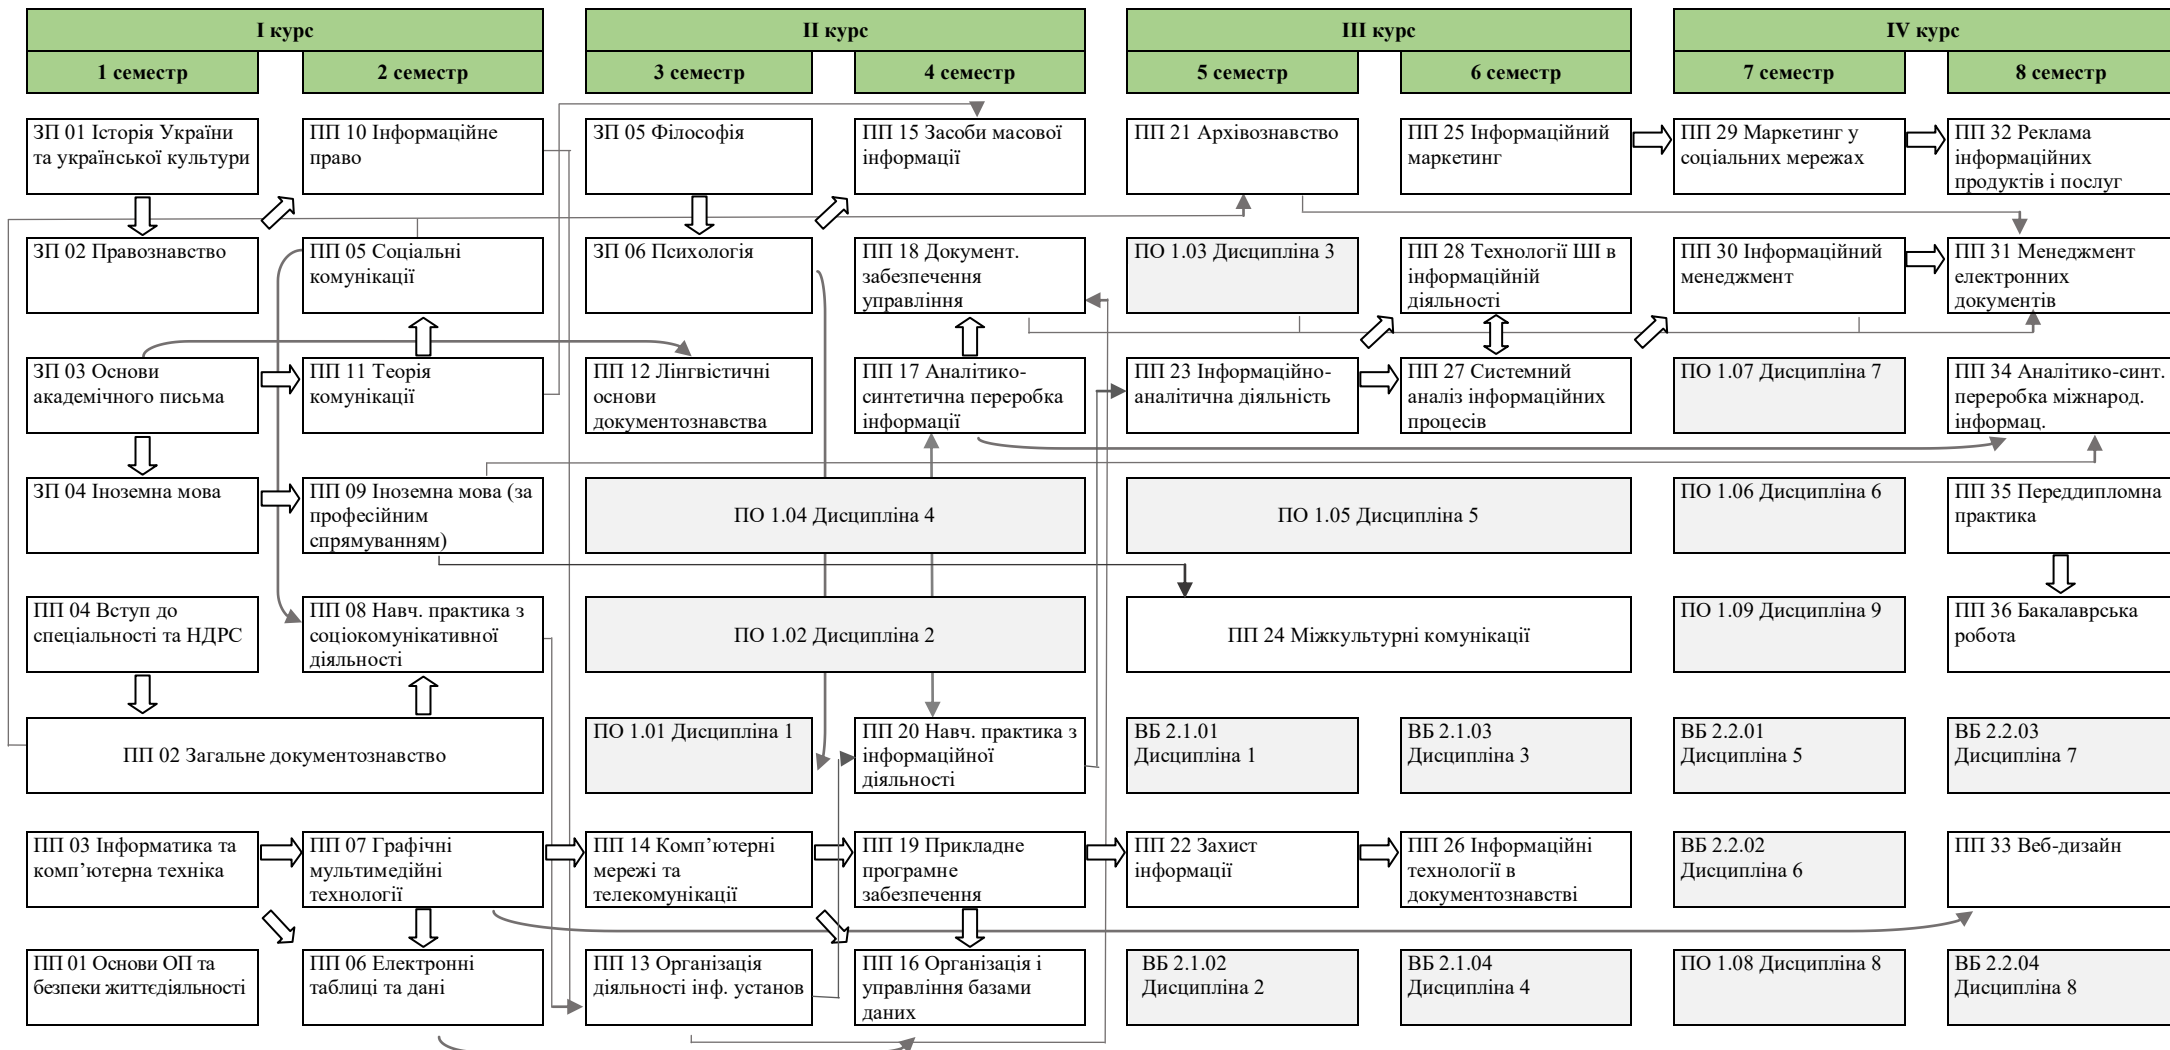 I курс
II курс
III курс
IV курс
1 семестр
2 семестр
3 семестр
4 семестр
5 семестр
6 семестр
7 семестр
8 семестр
ЗП 01 Історія України
та української культури
ПП 10 Інформаційне
право
ЗП 05 Філософія
ПП 15 Засоби масової
інформації
ПП 21 Архівознавство
ПП 25 Інформаційний
маркетинг
ПП 29 Маркетинг у
соціальних мережах
ПП 32 Реклама
інформаційних
продуктів і послуг
ЗП 02 Правознавство
ПП 05 Соціальні
комунікації
ЗП 06 Психологія
ПП 18 Документ.
забезпечення
управління
ПО 1.03 Дисципліна 3
ПП 28 Технології ШІ в
інформаційній
діяльності
ПП 30 Інформаційний
менеджмент
ПП 31 Менеджмент
електронних
документів
ЗП 03 Основи
академічного письма
ПП 11 Теорія
комунікації
ПП 12 Лінгвістичні
основи
документознавства
ПП 17 Аналітико-
синтетична переробка
інформації
ПП 23 Інформаційно-
аналітична діяльність
ПП 27 Системний
аналіз інформаційних
процесів
ПО 1.07 Дисципліна 7
ПП 34 Аналітико-синт.
переробка міжнарод.
інформац.
ЗП 04 Іноземна мова
ПП 09 Іноземна мова (за
професійним
спрямуванням)
ПО 1.04 Дисципліна 4
ПО 1.05 Дисципліна 5
ПО 1.06 Дисципліна 6
ПП 35 Переддипломна
практика
ПП 04 Вступ до
спеціальності та НДРС
ПП 08 Навч. практика з
соціокомунікативної
діяльності
ПО 1.02 Дисципліна 2
ПП 24 Міжкультурні комунікації
ПО 1.09 Дисципліна 9
ПП 36 Бакалаврська
робота
ПП 02 Загальне документознавство
ПО 1.01 Дисципліна 1
ПП 20 Навч. практика з
інформаційної
діяльності
ВБ 2.1.01
Дисципліна 1
ВБ 2.1.03
Дисципліна 3
ВБ 2.2.01
Дисципліна 5
ВБ 2.2.03
Дисципліна 7
ПП 03 Інформатика та
комп’ютерна техніка
ПП 07 Графічні
мультимедійні
технології
ПП 14 Комп’ютерні
мережі та
телекомунікації
ПП 19 Прикладне
програмне
забезпечення
ПП 22 Захист
інформації
ПП 26 Інформаційні
технології в
документознавстві
ВБ 2.2.02
Дисципліна 6
ПП 33 Веб-дизайн
ПП 01 Основи ОП та
безпеки життєдіяльності
ПП 06 Електронні
таблиці та дані
ПП 13 Організація
діяльності інф. установ
ПП 16 Організація і
управління базами
даних
ВБ 2.1.02
Дисципліна 2
ВБ 2.1.04
Дисципліна 4
ПО 1.08 Дисципліна 8
ВБ 2.2.04
Дисципліна 8